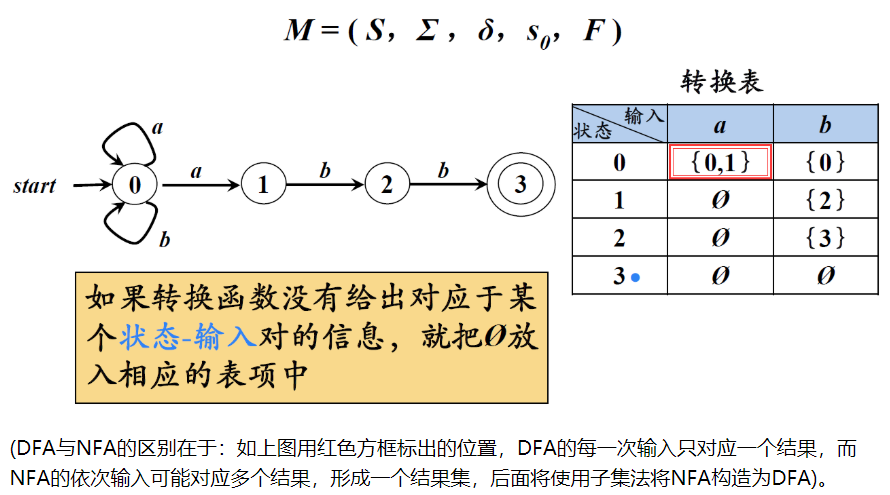 M = ( S， Σ ， δ， s₀， F )
转换表
输入
状态
a
b
0
{0,1}
{0}
1
Ø
{2}
2
Ø
{3}
3
Ø
Ø
a
start
0
a
1
b
2
b
3
b
如果转换函数没有给出对应于某
个状态-输入对的信息，就把Ø放
入相应的表项中
(DFA与NFA的区别在于：如上图用红色方框标出的位置，DFA的每一次输入只对应一个结果，而
NFA的依次输入可能对应多个结果，形成一个结果集，后面将使用子集法将NFA构造为DFA)。